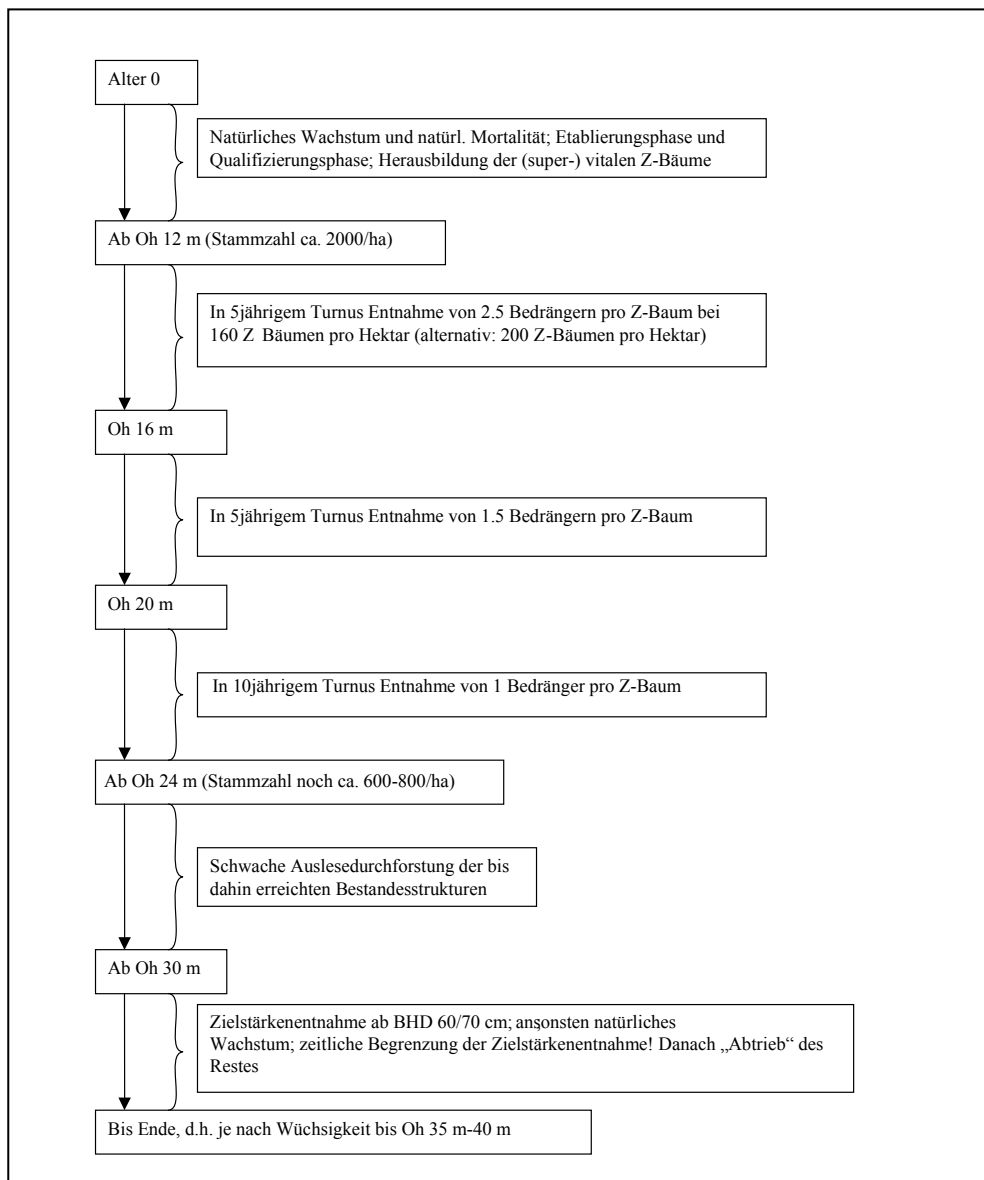 Alter 0
Natürliches Wachstum und natürl. Mortalität; Etablierungsphase und
Qualifizierungsphase; Herausbildung der (super-) vitalen Z-Bäume
Ab Oh 12 m (Stammzahl ca. 2000/ha)
In 5jährigem Turnus Entnahme von 2.5 Bedrängern pro Z-Baum bei
160 Z Bäumen pro Hektar (alternativ: 200 Z-Bäumen pro Hektar)
Oh 16 m
In 5jährigem Turnus Entnahme von 1.5 Bedrängern pro Z-Baum
Oh 20 m
In 10jährigem Turnus Entnahme von 1 Bedränger pro Z-Baum
Ab Oh 24 m (Stammzahl noch ca. 600-800/ha)
Schwache Auslesedurchforstung der bis
dahin erreichten Bestandesstrukturen
Ab Oh 30 m
Zielstärkenentnahme ab BHD 60/70 cm; ansonsten natürliches
Wachstum; zeitliche Begrenzung der Zielstärkenentnahme! Danach „Abtrieb“ des
Restes
Bis Ende, d.h. je nach Wüchsigkeit bis Oh 35 m-40 m